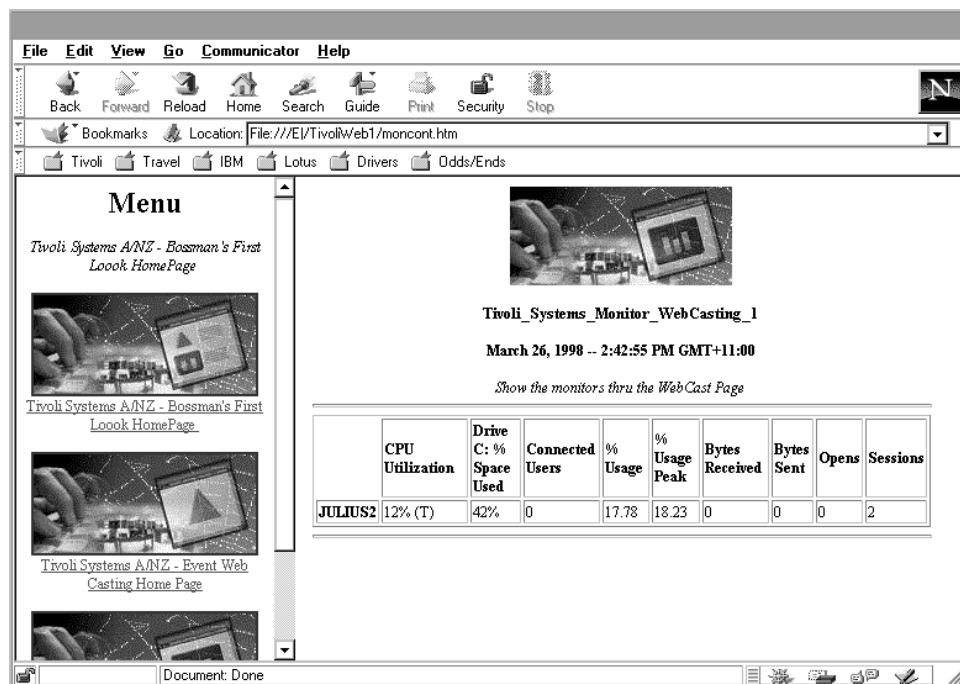 File Edit View Go Communicator Help
Back Forward Reload Home Search Guide Print Security Stop
N
Bookmarks Location: File:///E|/TivoliWeb1/moncont.htm
Tivoli Travel IBM Lotus Drivers Odds/Ends
Menu
Tivoli Systems A/NZ - Bossman's First
Loook HomePage
Tivoli Systems A/NZ - Bossman's First
Loook HomePage
Tivoli Systems A/NZ - Event Web
Casting Home Page
Tivoli_Systems_Monitor_WebCasting_1
March 26, 1998 -- 2:42:55 PM GMT+11:00
Show the monitors thru the WebCast Page
CPU Utilization Drive C: % Space Used Connected Users % Usage % Usage Peak Bytes Received Bytes Sent Opens Sessions
JULIUS2 12% (T) 42% 0 17.78 18.23 0 0 0 2
Document: Done